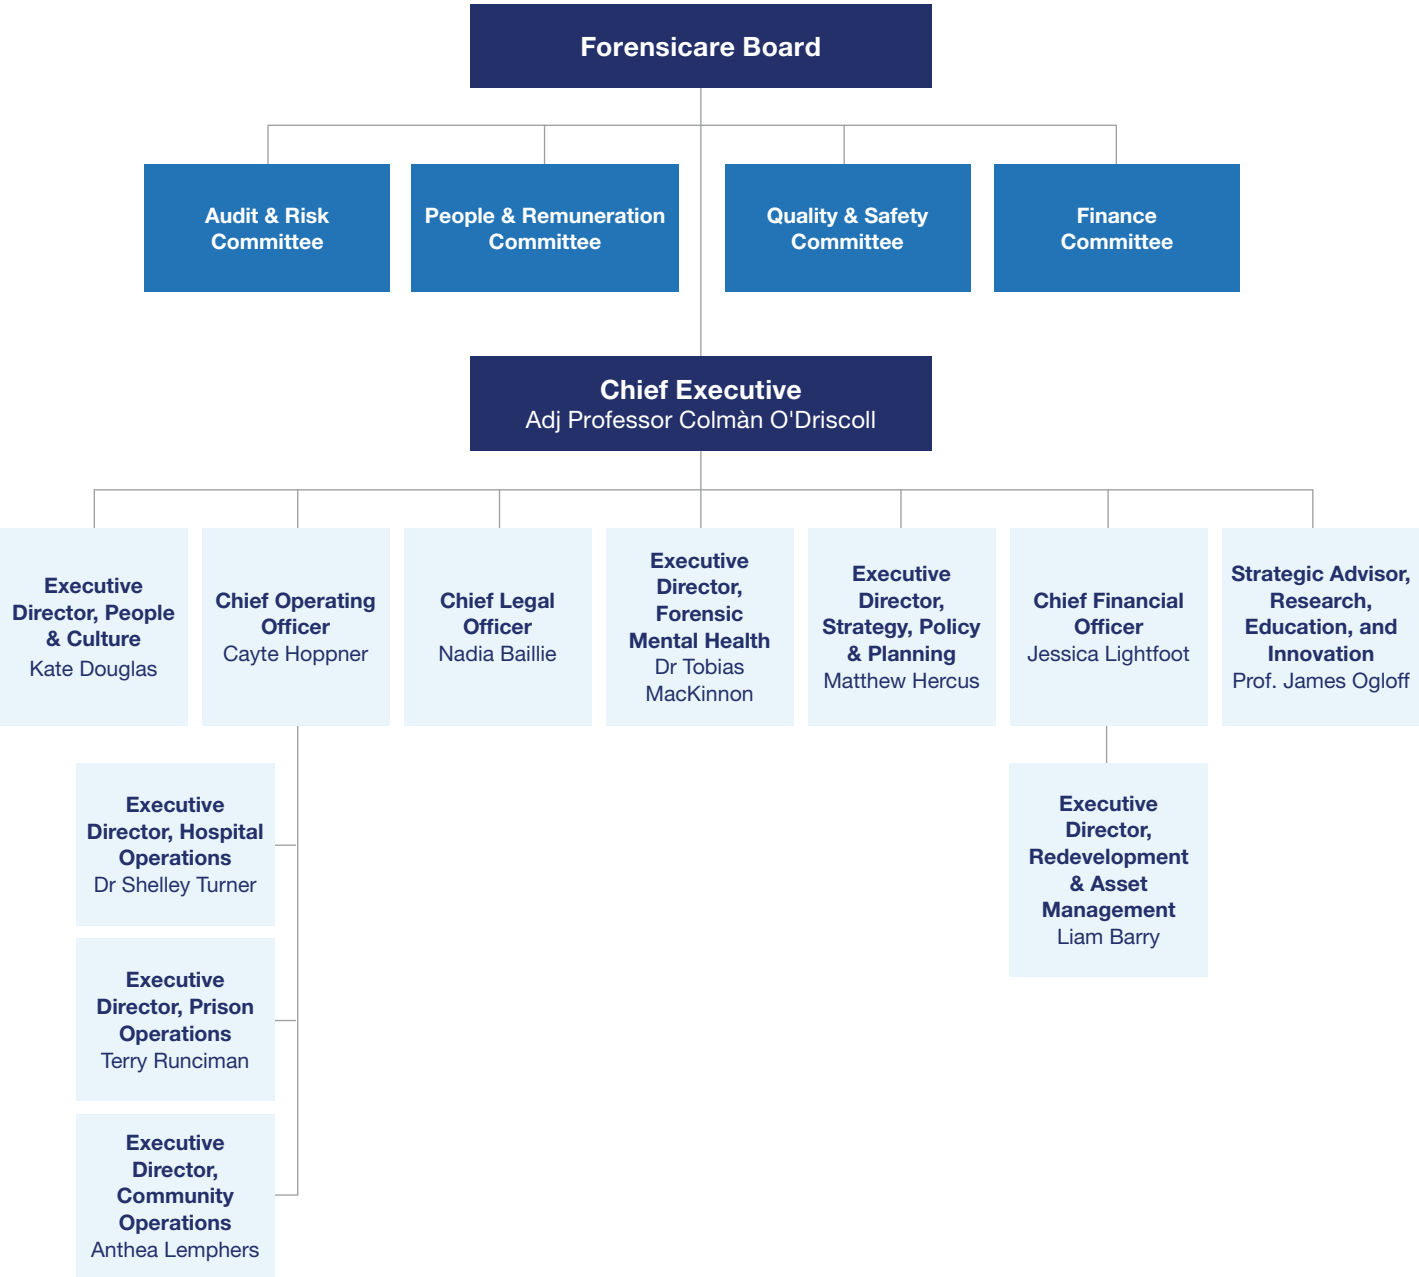 Forensicare Board
Audit & Risk
Committee
People & Remuneration
Committee
Quality & Safety
Committee
Finance
Committee
Chief Executive
Adj Professor Colmàn O'Driscoll
Executive
Director, People
& Culture
Kate Douglas
Chief Operating
Officer
Cayte Hoppner
Chief Legal
Officer
Nadia Baillie
Executive
Director,
Forensic
Mental Health
Dr Tobias
MacKinnon
Executive
Director,
Strategy, Policy
& Planning
Matthew Hercus
Chief Financial
Officer
Jessica Lightfoot
Strategic Advisor,
Research,
Education, and
Innovation
Prof. James Ogloff
Executive
Director, Hospital
Operations
Dr Shelley Turner
Executive
Director, Prison
Operations
Terry Runciman
Executive
Director,
Community
Operations
Anthea Lemphers
Executive
Director,
Redevelopment
& Asset
Management
Liam Barry